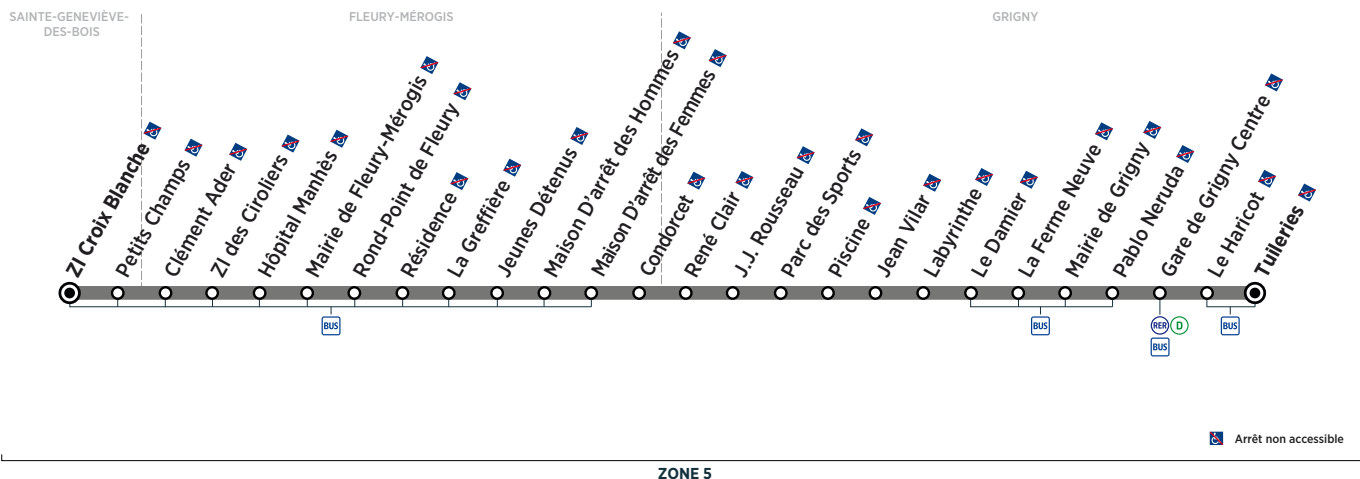 SAINTE-GENEVIÈVE-
DES-BOIS
FLEURY-MÉROGIS
GRIGNY
ZI Croix Blanche
Petits Champs
Clément Ader
ZI des Ciroliers
Hôpital Manhès
Mairie de Fleury-Mérogis
Rond-Point de Fleury
Résidence
La Greffière
Jeunes Détenus
Maison D'arrêt des Hommes
Maison D'arrêt des Femmes
Condorcet
René Clair
J.J. Rousseau
Parc des Sports
Piscine
Jean Vilar
Labyrinthe
Le Damier
La Ferme Neuve
Mairie de Grigny
Pablo Neruda
Gare de Grigny Centre
Le Haricot
Tuileries
BUS
BUS
RER D
BUS
BUS
Arrêt non accessible
ZONE 5